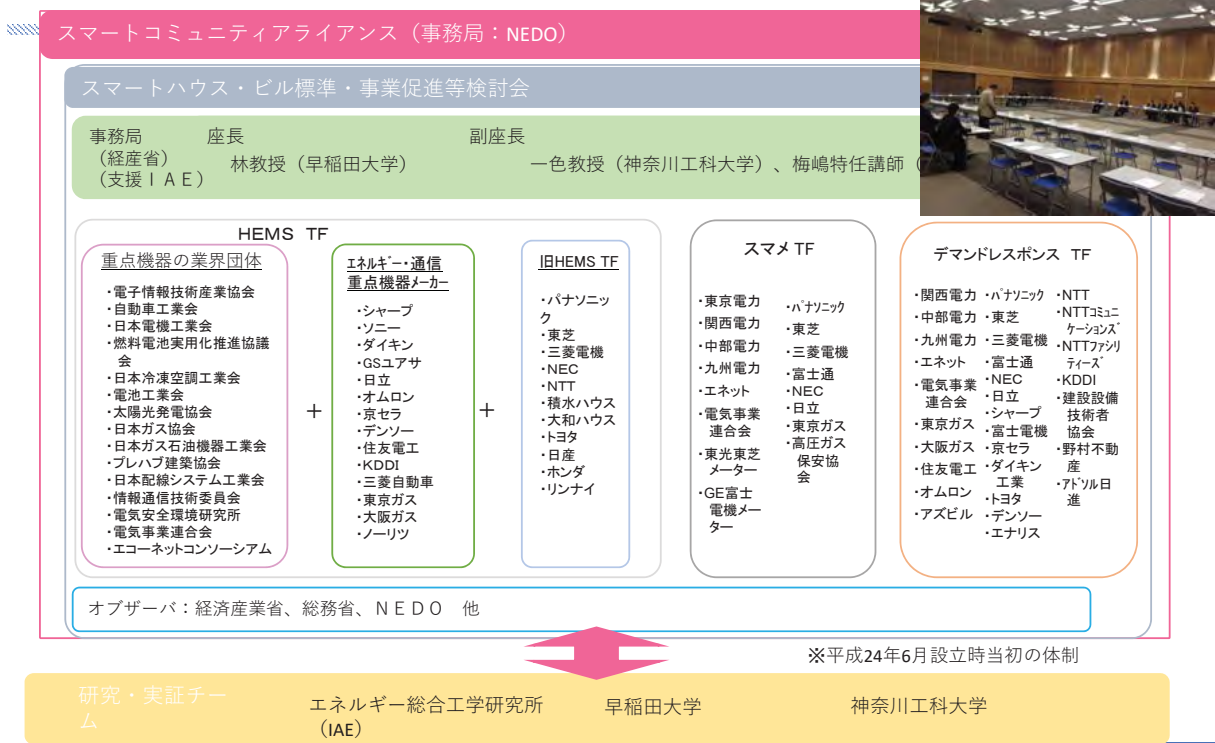 スマートコミュニティアライアンス（事務局：NEDO）
スマートハウス・ビル標準・事業促進等検討会
事務局
（経産省）
（支援ＩＡＥ）
座長
林教授（早稲田大学）
副座長
一色教授（神奈川工科大学）、梅嶋特任講師（
HEMS TF
重点機器の業界団体
・電子情報技術産業協会
・自動車工業会
・日本電機工業会
・燃料電池実用化推進協議
会
・日本冷凍空調工業会
・電池工業会
・太陽光発電協会
・日本ガス協会
・日本ガス石油機器工業会
・プレハブ建築協会
・日本配線システム工業会
・情報通信技術委員会
・電気安全環境研究所
・電気事業連合会
・エコーネットコンソーシアム
+
ｴﾈﾙｷﾞｰ・通信
重点機器ﾒｰｶｰ
・シャープ
・ソニー
・ダイキン
・GSユアサ
・日立
・オムロン
・京セラ
・デンソー
・住友電工
・KDDI
・三菱自動車
・東京ガス
・大阪ガス
・ノーリツ
+
旧HEMS TF
・パナソニッ
ク
・東芝
・三菱電機
・NEC
・NTT
・積水ハウス
・大和ハウス
・トヨタ
・日産
・ホンダ
・リンナイ
スマメ TF
・東京電力
・関西電力
・中部電力
・九州電力
・エネット
・電気事業
連合会
・東光東芝
メーター
・GE富士
電機メー
ター
・ﾊﾟﾅソニック
・東芝
・三菱電機
・富士通
・NEC
・日立
・東京ガス
・高圧ガス
保安協
会
デマンドレスポンス TF
・関西電力
・中部電力
・九州電力
・エネット
・電気事業
連合会
・東京ガス
・大阪ガス
・住友電工
・オムロン
・アズビル
・パナソニック
・東芝
・三菱電機
・富士通
・NEC
・日立
・シャープ
・富士電機
・京セラ
・ダイキン
工業
・トヨタ
・デンソー
・エナリス
・NTT
・NTTｺﾐｭﾆ
ｹｰｼｮﾝｽﾞ
・NTTﾌｧｼﾘ
ﾃｨｰｽﾞ
・KDDI
・建設設備
技術者
協会
・野村不動
産
・ｱﾄﾞｿﾙ日
進
オブザーバ：経済産業省、総務省、ＮＥＤＯ　他
※平成24年6月設立時当初の体制
研究・実証チー
ム
エネルギー総合工学研究所
（IAE）
早稲田大学
神奈川工科大学